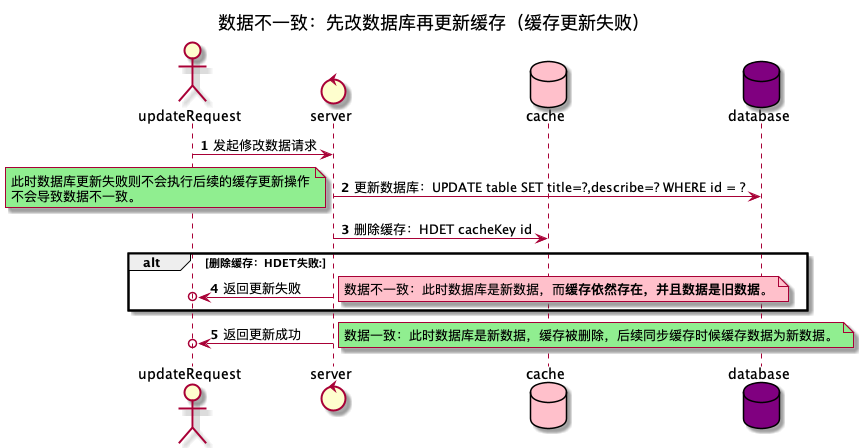 数据不一致：先改数据库再更新缓存（缓存更新失败）
updateRequest
server
cache
database
1 发起修改数据请求
此时数据库更新失败则不会执行后续的缓存更新操作
不会导致数据不一致。
2 更新数据库：UPDATE table SET title=?,describe=? WHERE id = ?
3 删除缓存：HDET cacheKey id
alt
[删除缓存：HDET失败:]
4 返回更新失败
数据不一致：此时数据库是新数据，而缓存依然存在，并且数据是旧数据。
5 返回更新成功
数据一致：此时数据库是新数据，缓存被删除，后续同步缓存时候缓存数据为新数据。
updateRequest
server
cache
database